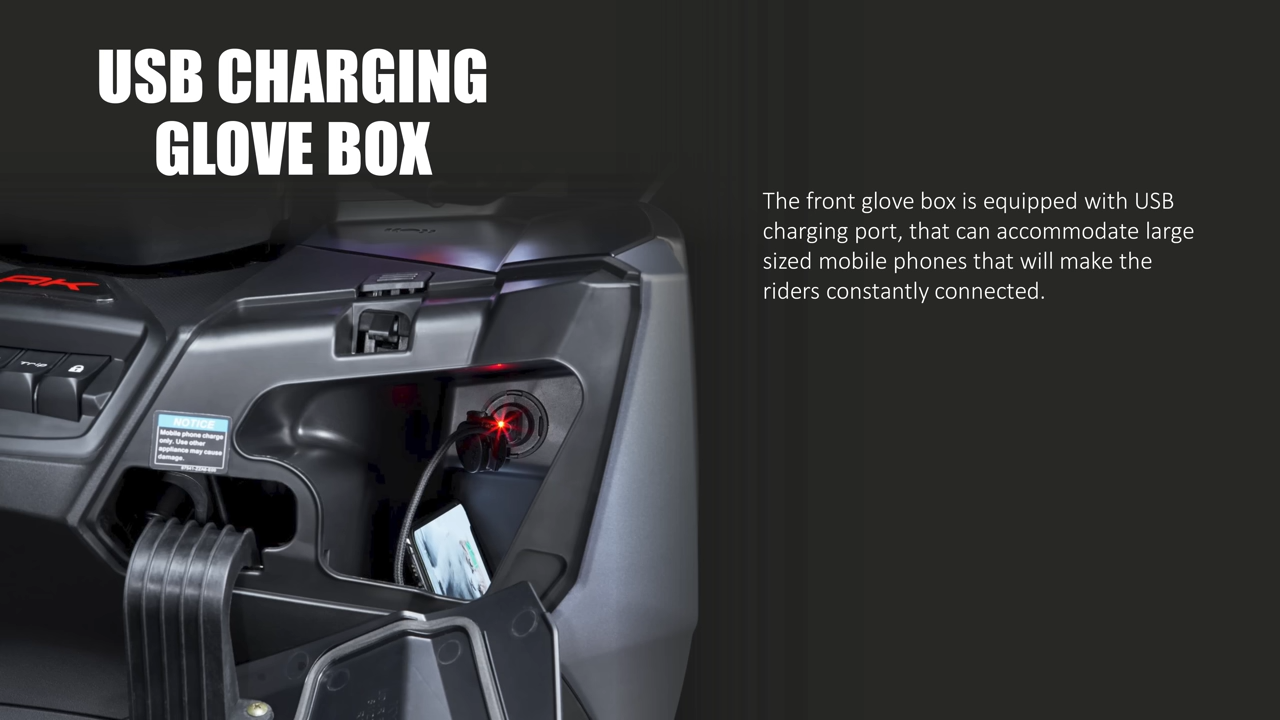 USB CHARGING
GLOVE BOX
The front glove box is equipped with USB
charging port, that can accommodate large
sized mobile phones that will make the
riders constantly connected.
AK
Trip
NOTICE
Mobile phone charge
only. Use other
appliance may cause
damage.